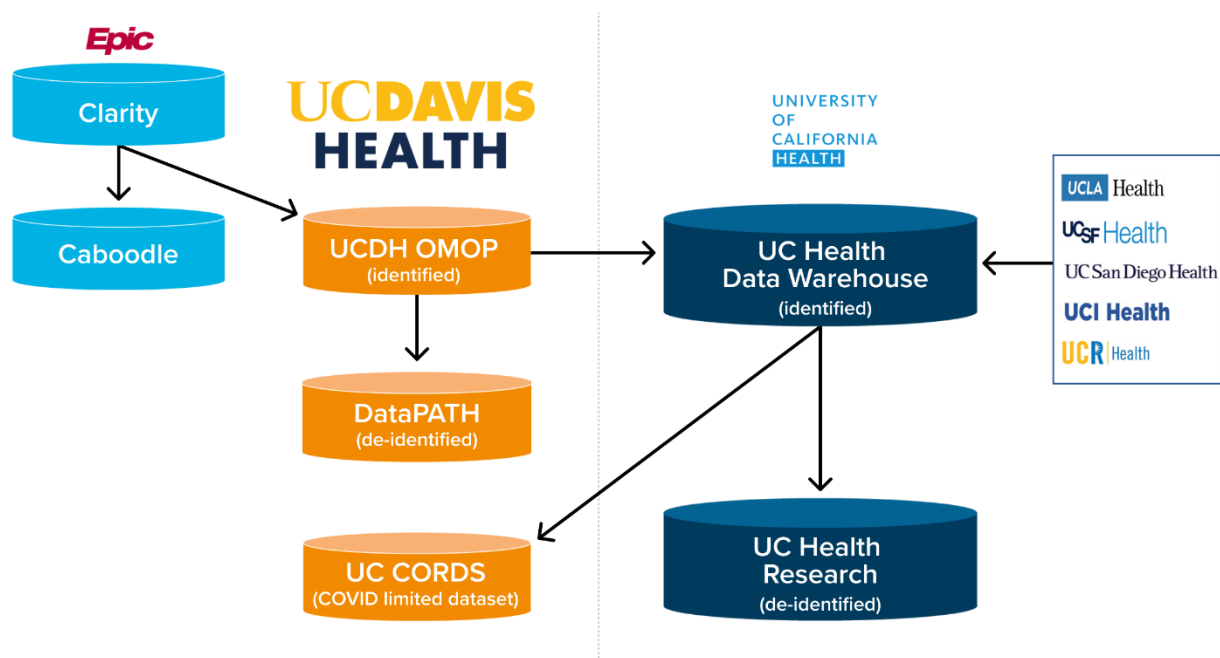 Epic
Clarity
Caboodle
UCDAVIS
HEALTH
UCDH OMOP
(identified)
DataPATH
(de-identified)
UC CORDS
(COVID limited dataset)
UNIVERSITY
OF
CALIFORNIA
HEALTH
UC Health
Data Warehouse
(identified)
UC Health
Research
(de-identified)
UCLA Health
UCSF Health
UC San Diego Health
UCI Health
UCR Health